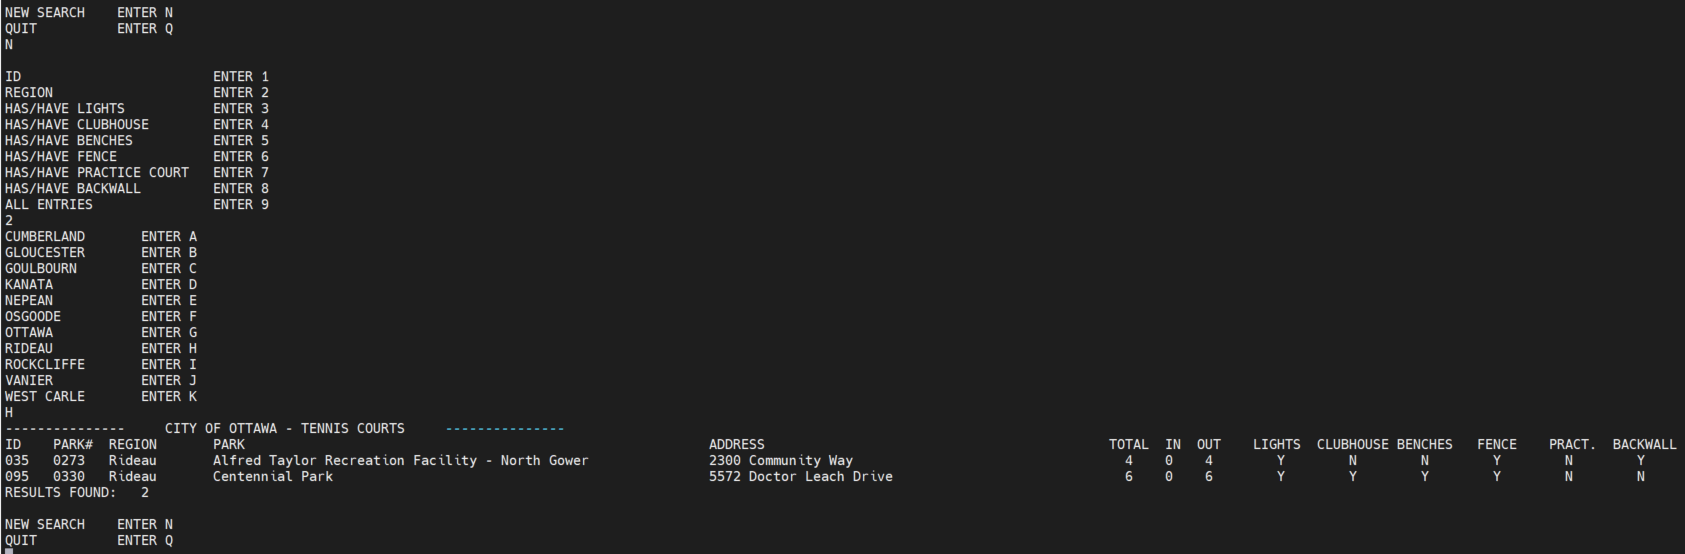 NEW SEARCH    ENTER N
QUIT          ENTER Q
N

ID                        ENTER 1
REGION                    ENTER 2
HAS/HAVE LIGHTS           ENTER 3
HAS/HAVE CLUBHOUSE        ENTER 4
HAS/HAVE BENCHES          ENTER 5
HAS/HAVE FENCE            ENTER 6
HAS/HAVE PRACTICE COURT   ENTER 7
HAS/HAVE BACKWALL         ENTER 8
ALL ENTRIES               ENTER 9
2
CUMBERLAND       ENTER A
GLOUCESTER       ENTER B
GOULBOURN        ENTER C
KANATA           ENTER D
NEPEAN           ENTER E
OSGOODE          ENTER F
OTTAWA           ENTER G
RIDEAU           ENTER H
ROCKCLIFFE       ENTER I
VANIER           ENTER J
WEST CARLE       ENTER K
H
---------------     CITY OF OTTAWA - TENNIS COURTS     ---------------
ID    PARK#  REGION       PARK                                                          ADDRESS                                           TOTAL  IN  OUT    LIGHTS  CLUBHOUSE BENCHES   FENCE    PRACT.  BACKWALL
035   0273   Rideau       Alfred Taylor Recreation Facility - North Gower               2300 Community Way                                  4    0    4        Y        N        N        Y        N        Y
095   0330   Rideau       Centennial Park                                               5572 Doctor Leach Drive                             6    0    6        Y        Y        Y        Y        N        N
RESULTS FOUND:   2

NEW SEARCH    ENTER N
QUIT          ENTER Q